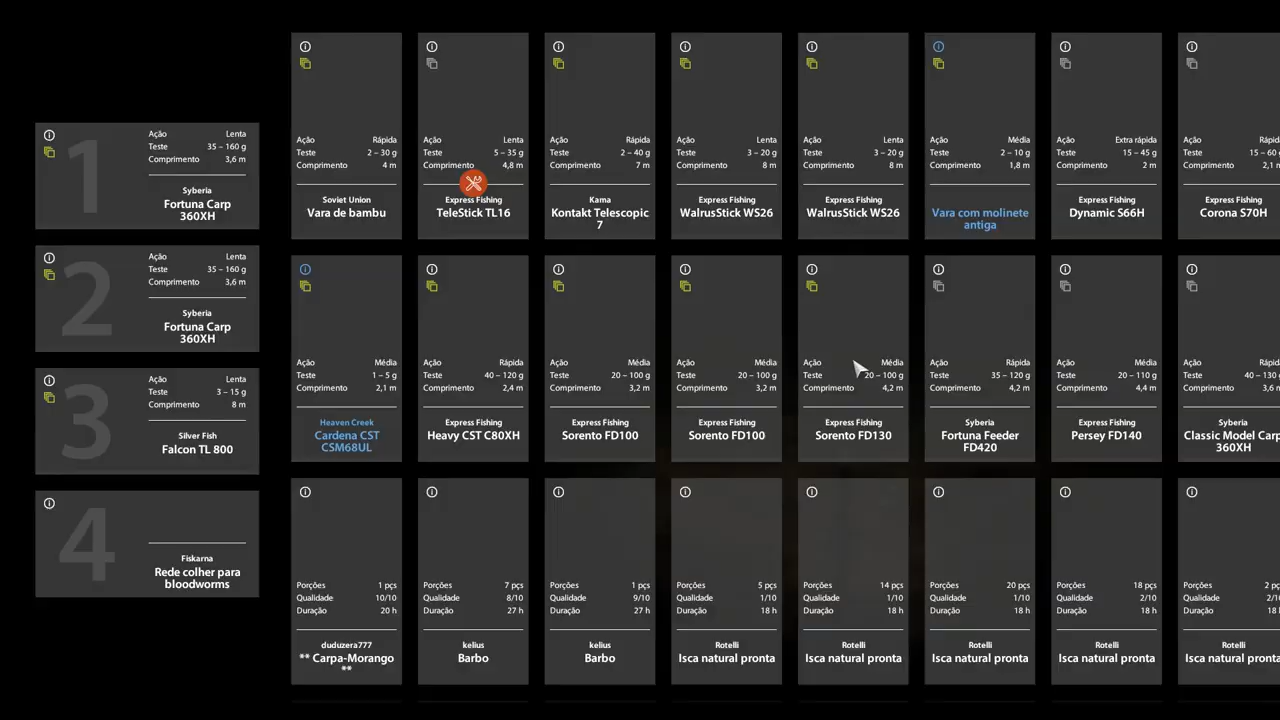 1
Ação Lenta
Teste 35 – 160 g
Comprimento 3,6 m
Syberia
Fortuna Carp
360XH
2
Ação Lenta
Teste 35 – 160 g
Comprimento 3,6 m
Syberia
Fortuna Carp
360XH
3
Ação Lenta
Teste 3 – 15 g
Comprimento 8 m
Silver Fish
Falcon TL 800
4
Fiskarna
Rede colher para
bloodworms
Ação Rápida
Teste 2 – 30 g
Comprimento 4 m
Soviet Union
Vara de bambu
Ação Lenta
Teste 5 – 35 g
Comprimento 4,8 m
Express Fishing
TeleStick TL16
Ação Rápida
Teste 2 – 40 g
Comprimento 7 m
Kama
Kontakt Telescopic
7
Ação Lenta
Teste 3 – 20 g
Comprimento 8 m
Express Fishing
WalrusStick WS26
Ação Lenta
Teste 3 – 20 g
Comprimento 8 m
Express Fishing
WalrusStick WS26
Ação Média
Teste 2 – 10 g
Comprimento 1,8 m
Vara com molinete
antiga
Ação Extra rápida
Teste 15 – 45 g
Comprimento 2 m
Express Fishing
Dynamic S66H
Ação Rápida
Teste 15 – 60 g
Comprimento 2,1 m
Express Fishing
Corona S70H
Ação Média
Teste 1 – 5 g
Comprimento 2,1 m
Heaven Creek
Cardena CST
CSM68UL
Ação Rápida
Teste 40 – 120 g
Comprimento 2,4 m
Express Fishing
Heavy CST C80XH
Ação Média
Teste 20 – 100 g
Comprimento 3,2 m
Express Fishing
Sorento FD100
Ação Média
Teste 20 – 100 g
Comprimento 3,2 m
Express Fishing
Sorento FD100
Ação Média
Teste 20 – 100 g
Comprimento 4,2 m
Express Fishing
Sorento FD130
Ação Rápida
Teste 35 – 120 g
Comprimento 4,2 m
Syberia
Fortuna Feeder
FD420
Ação Média
Teste 20 – 110 g
Comprimento 4,4 m
Express Fishing
Persey FD140
Ação Rápida
Teste 40 – 130 g
Comprimento 3,6 m
Syberia
Classic Model Carp
360XH
Porções 1 pçs
Qualidade 10/10
Duração 20 h
duduzera777
** Carpa-Morango
**
Porções 7 pçs
Qualidade 8/10
Duração 27 h
kelius
Barbo
Porções 1 pçs
Qualidade 9/10
Duração 27 h
kelius
Barbo
Porções 5 pçs
Qualidade 1/10
Duração 18 h
Rotelli
Isca natural pronta
Porções 14 pçs
Qualidade 1/10
Duração 18 h
Rotelli
Isca natural pronta
Porções 20 pçs
Qualidade 1/10
Duração 18 h
Rotelli
Isca natural pronta
Porções 18 pçs
Qualidade 2/10
Duração 18 h
Rotelli
Isca natural pronta
Porções 2 pçs
Qualidade 2/10
Duração 18 h
Rotelli
Isca natural pronta